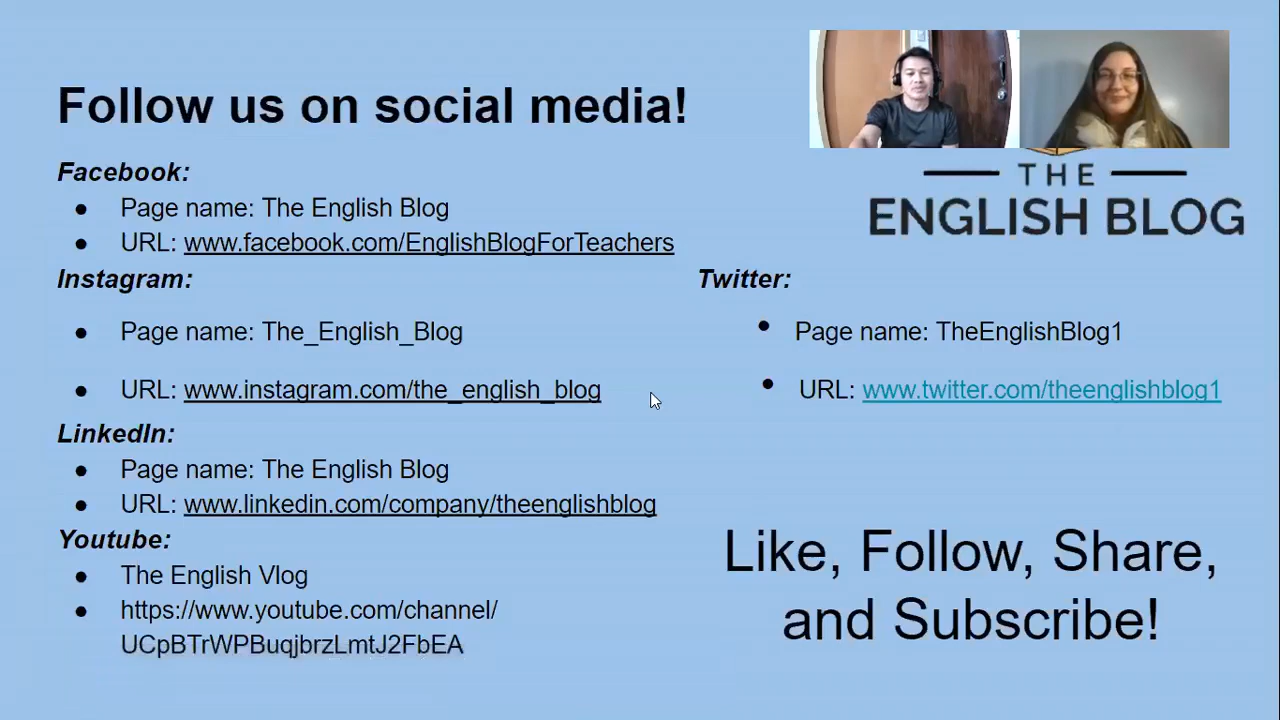 Follow us on social media!
THE
ENGLISH BLOG
Facebook:
● Page name: The English Blog
● URL: www.facebook.com/EnglishBlogForTeachers
Instagram:
● Page name: The_English_Blog
● URL: www.instagram.com/the_english_blog
Twitter:
• Page name: TheEnglishBlog1
• URL: www.twitter.com/theenglishblog1
LinkedIn:
● Page name: The English Blog
● URL: www.linkedin.com/company/theenglishblog
Youtube:
● The English Vlog
● https://www.youtube.com/channel/
UCpBTrWPBuqjbrzLmtJ2FbEA
Like, Follow, Share,
and Subscribe!